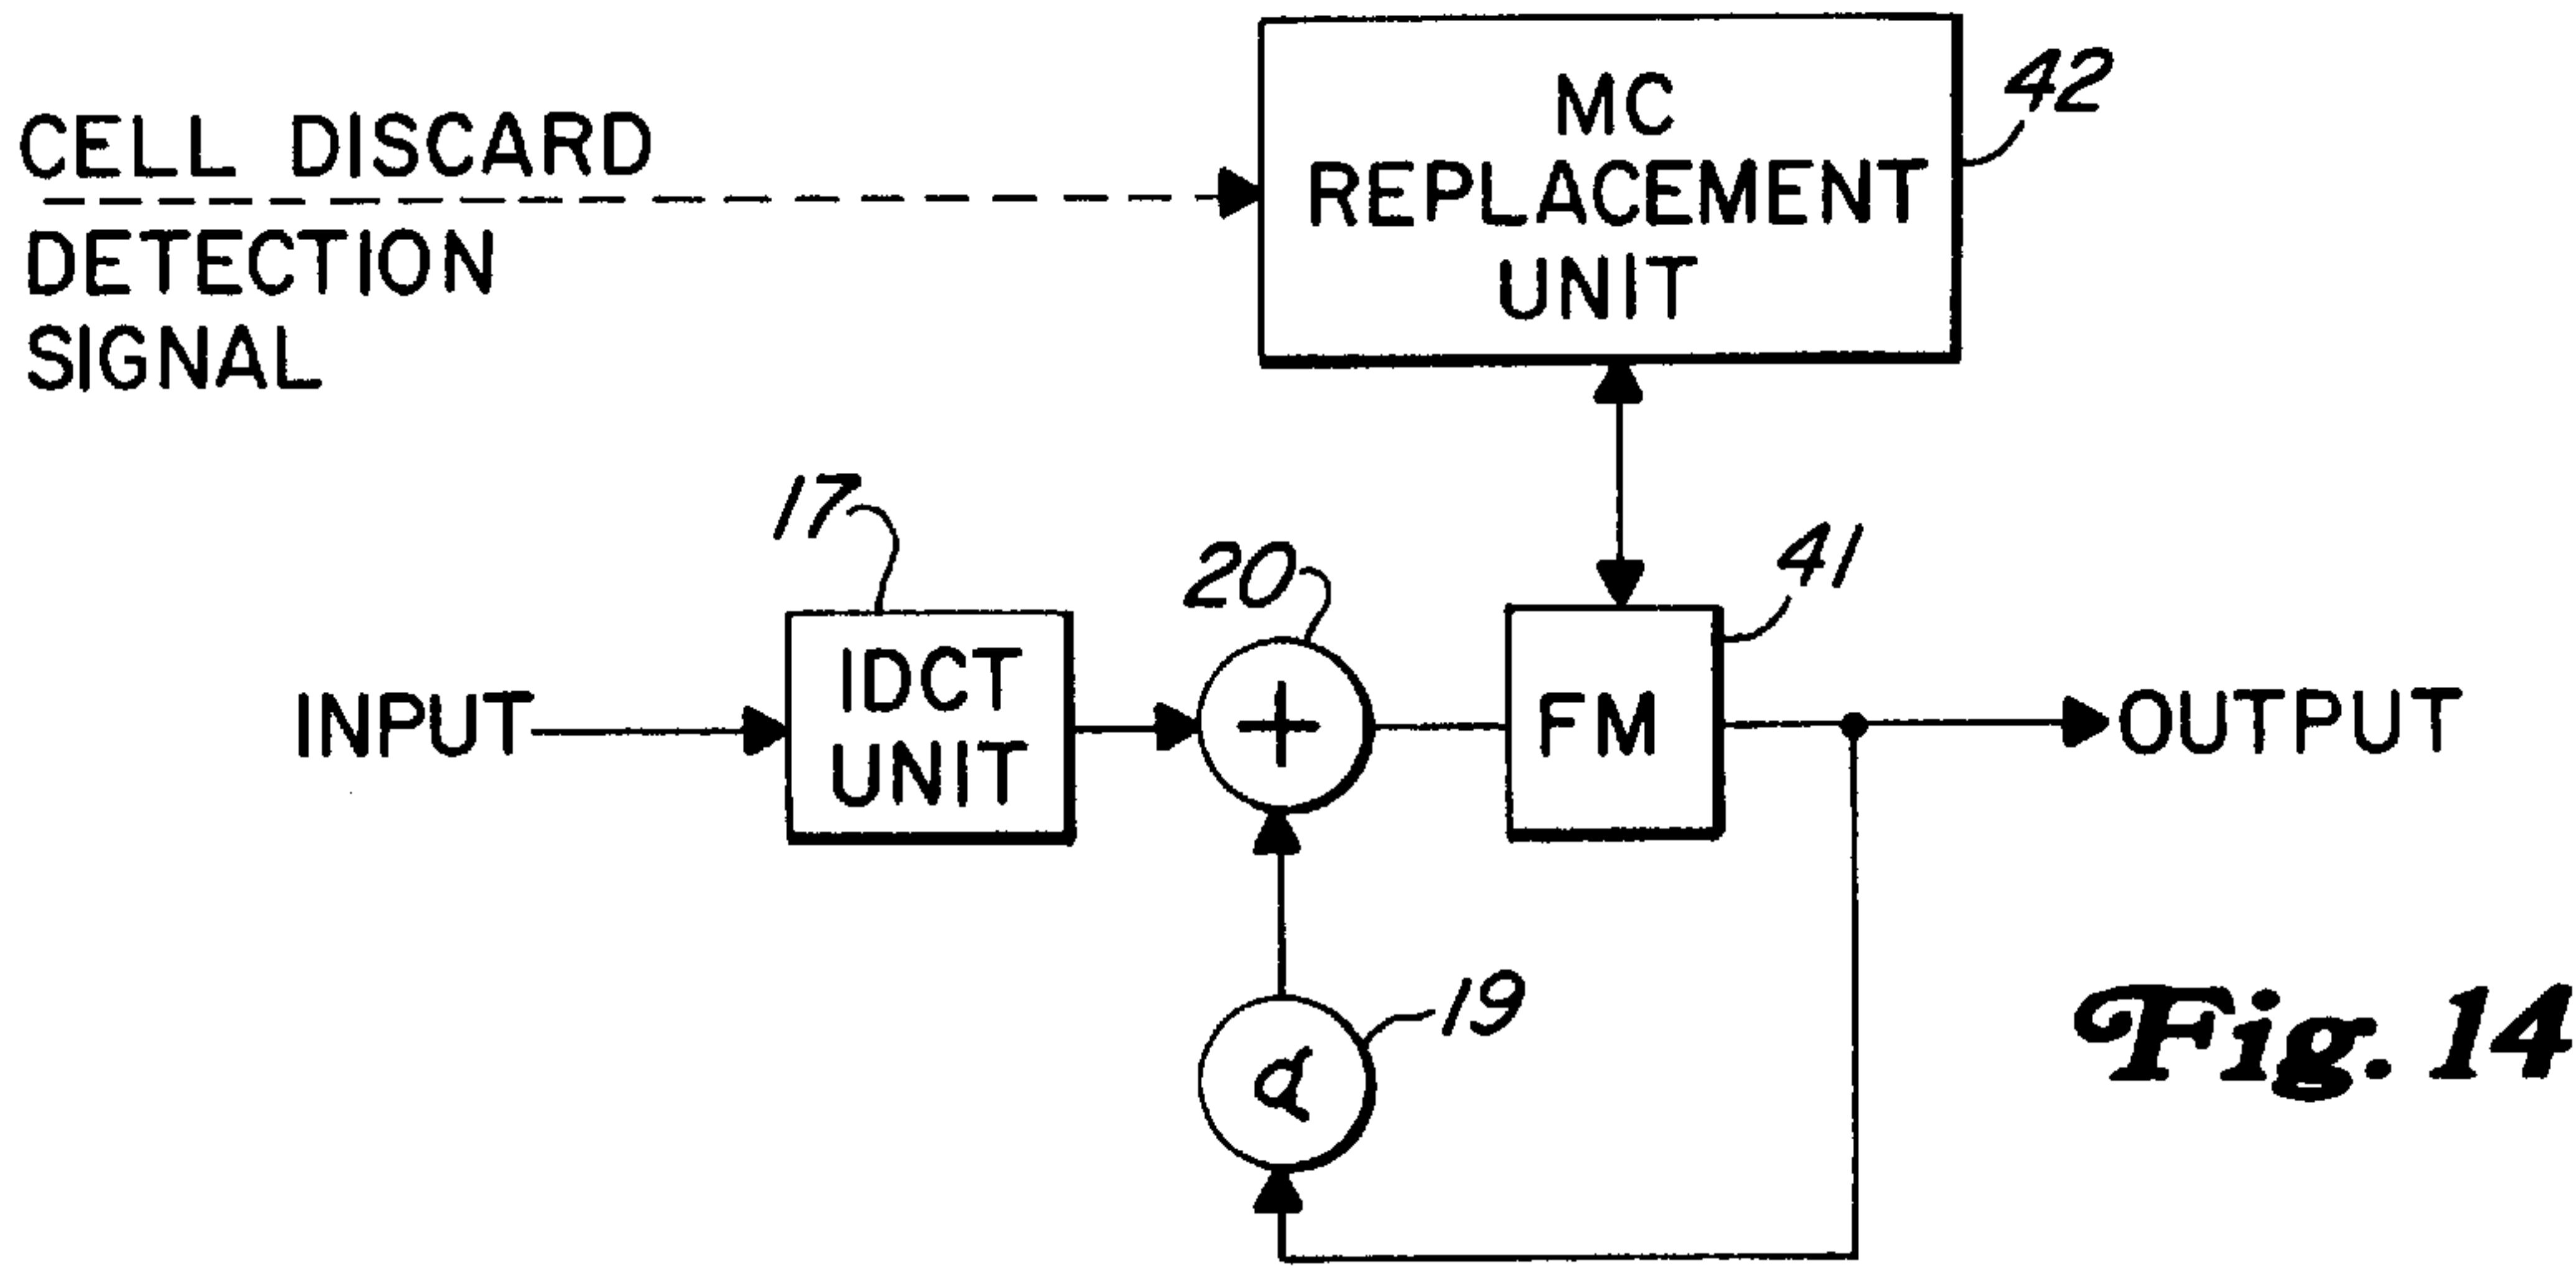 MC
REPLACEMENT
UNIT
42
CELL DISCARD
DETECTION
SIGNAL
17
20
41
INPUT
IDCT
UNIT
+
FM
OUTPUT
19
α
Fig. 14